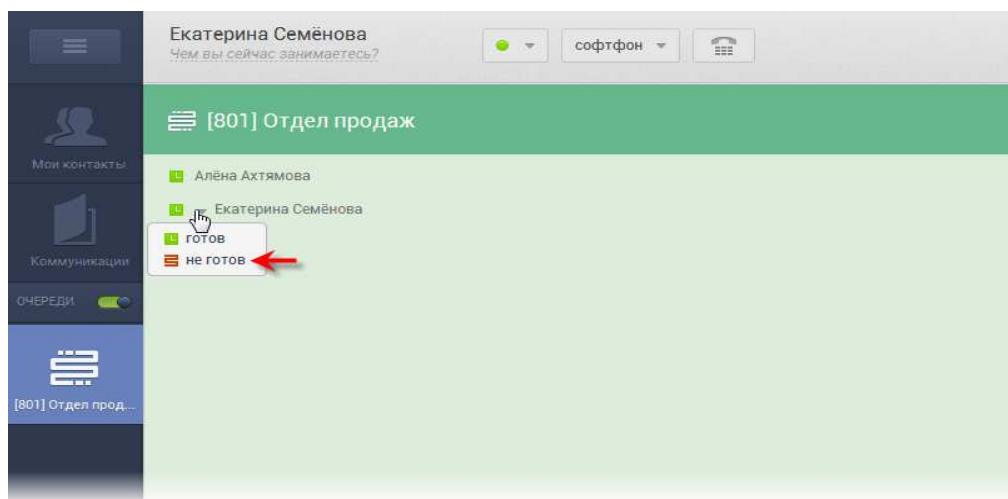 Екатерина Семёнова
Чем вы сейчас занимаетесь?
софтфон
[801] Отдел продаж
Мои контакты
Алёна Ахтямова
Екатерина Семёнова
готов
не готов
Коммуникации
ОЧЕРЕДИ
[801] Отдел прод...